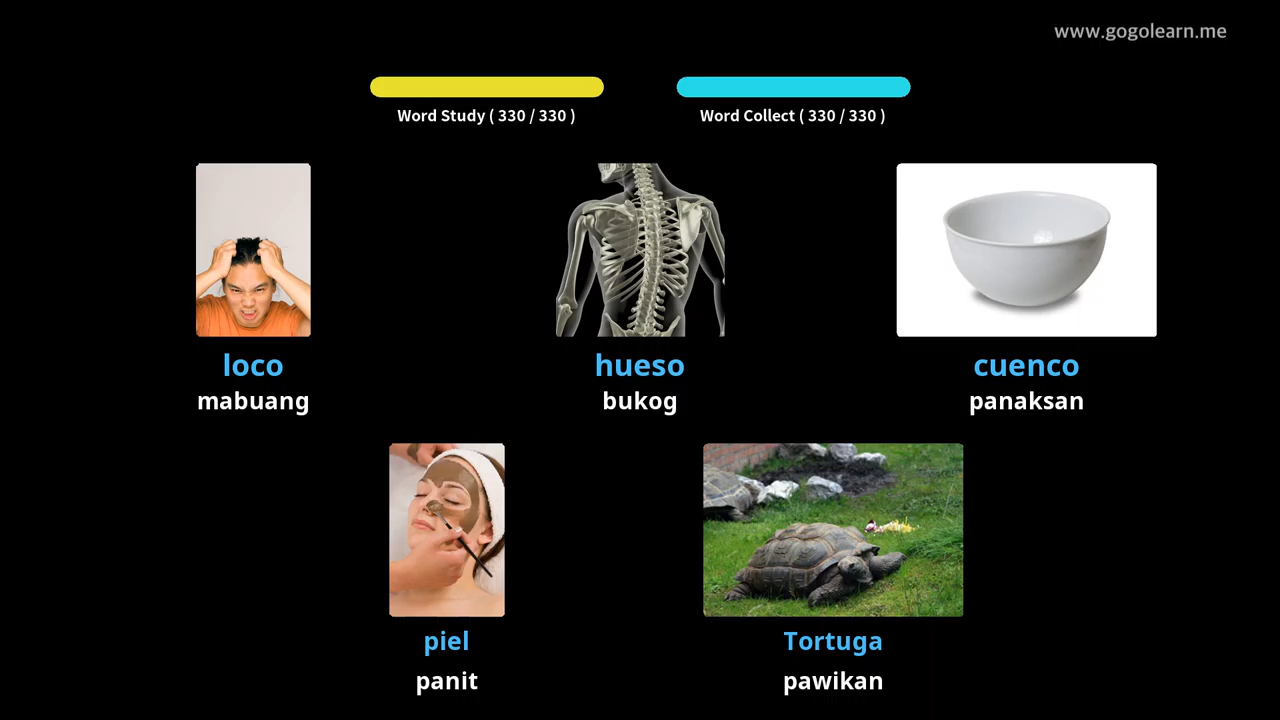 www.gogolearn.me
Word Study ( 330 / 330 )
Word Collect ( 330 / 330 )
loco
mabuang
hueso
bukog
cuenco
panaksan
piel
panit
Tortuga
pawikan